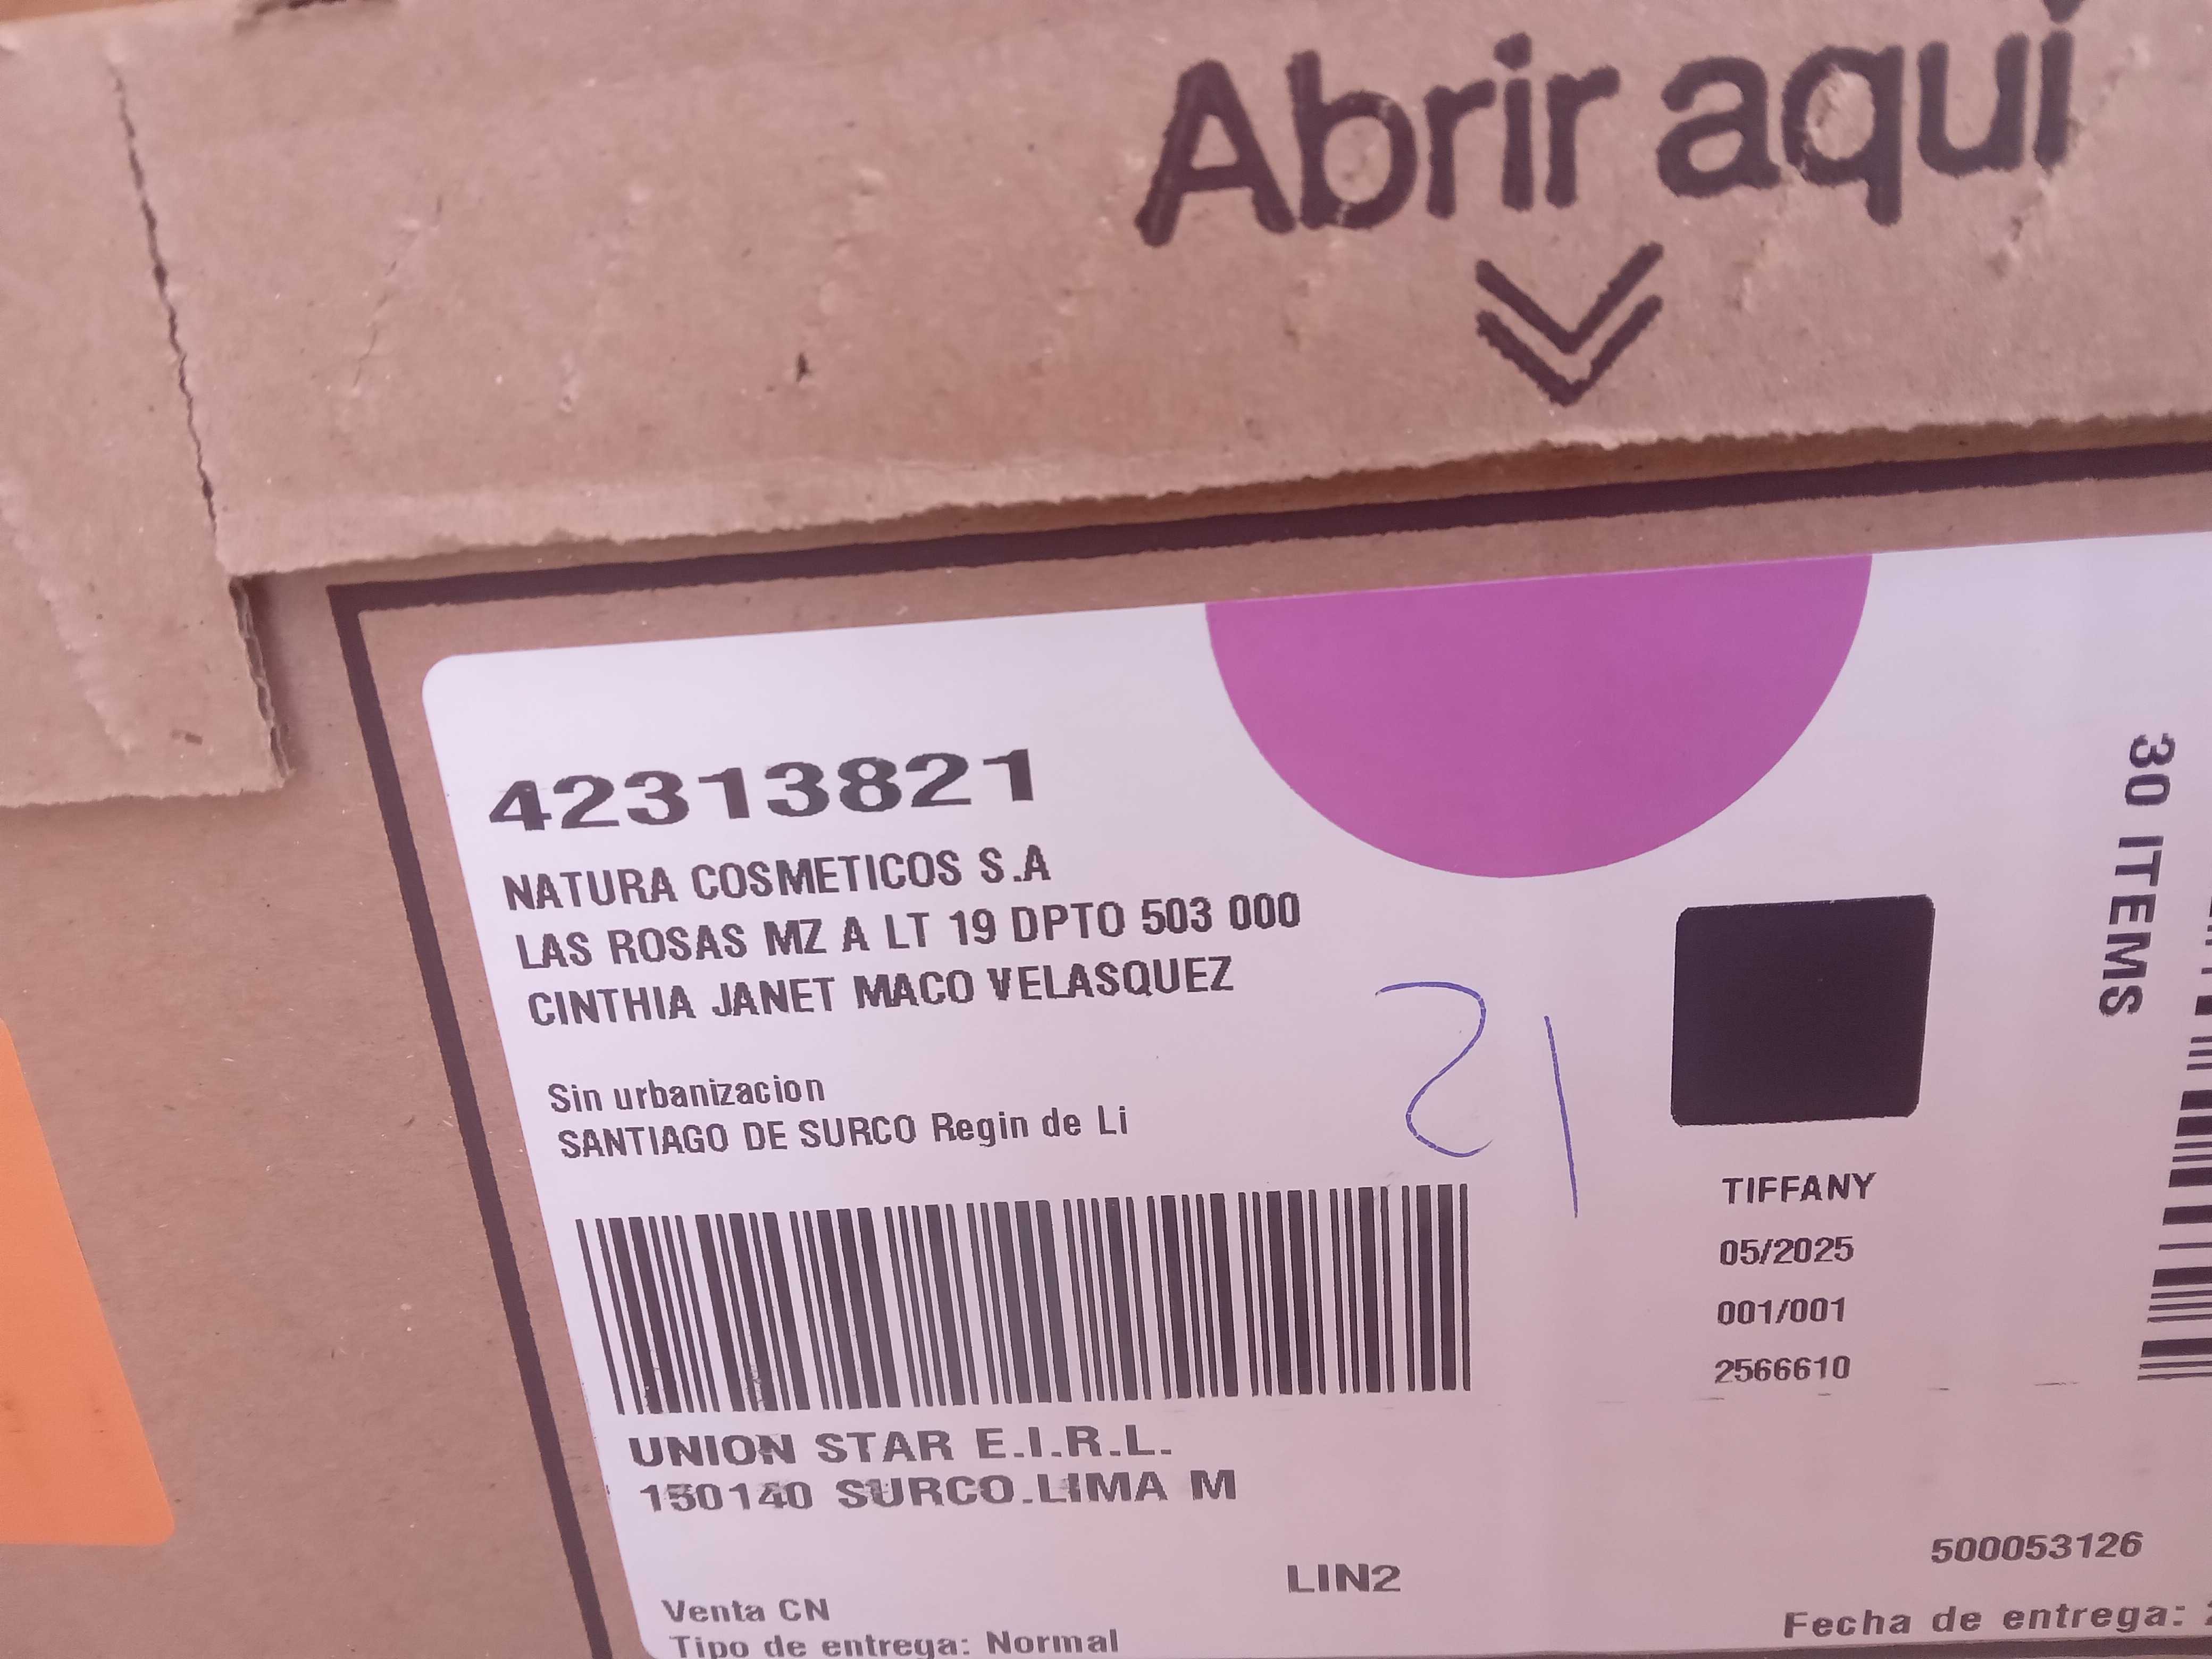 Abrir aquí
42313821
NATURA COSMETICOS S.A
LAS ROSAS MZ A LT 19 DPTO 503 000
CINTHIA JANET MACO VELASQUEZ
Sin urbanizacion
SANTIAGO DE SURCO Regin de Li
21
30 ITEMS
TIFFANY
05/2025
001/001
2566610
UNION STAR E.I.R.L.
150140 SURCO.LIMA M
LIN2
500053126
Venta CN
Fecha de entrega:
Tipo de entrega: Normal